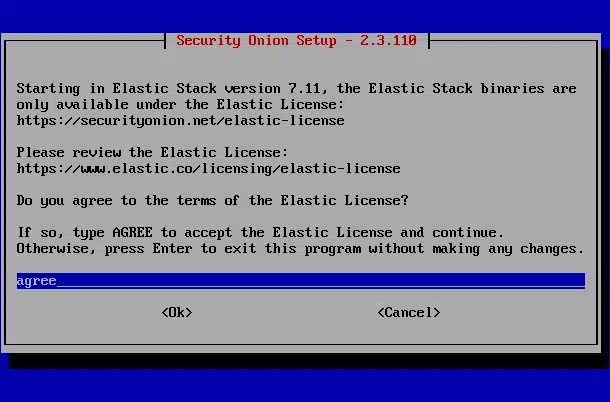 Security Onion Setup - 2.3.110
Starting in Elastic Stack version 7.11, the Elastic Stack binaries are
only available under the Elastic License:
https://securityonion.net/elastic-license
Please review the Elastic License:
https://www.elastic.co/licensing/elastic-license
Do you agree to the terms of the Elastic License?
If so, type AGREE to accept the Elastic License and continue.
Otherwise, press Enter to exit this program without making any changes.
agree
<Ok> <Cancel>